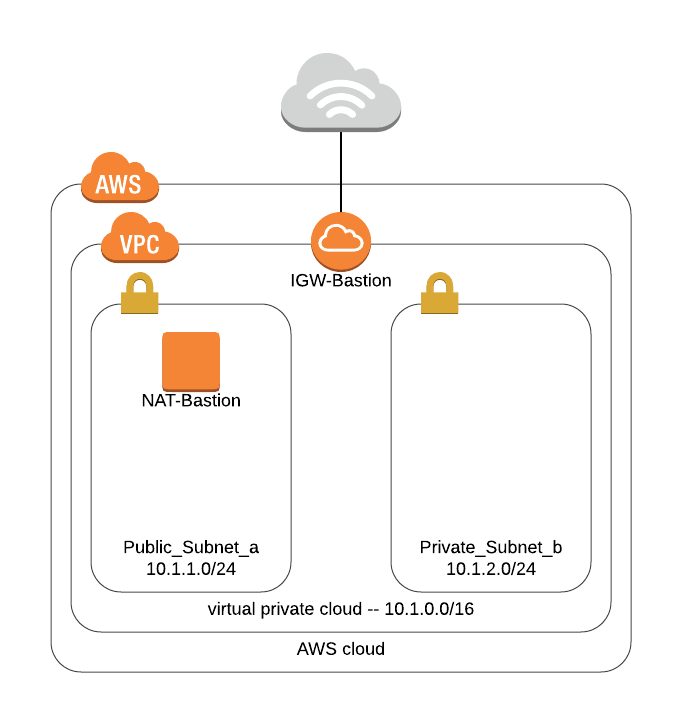 AWS
VPC
IGW-Bastion
NAT-Bastion
Public_Subnet_a
10.1.1.0/24
Private_Subnet_b
10.1.2.0/24
virtual private cloud -- 10.1.0.0/16
AWS cloud